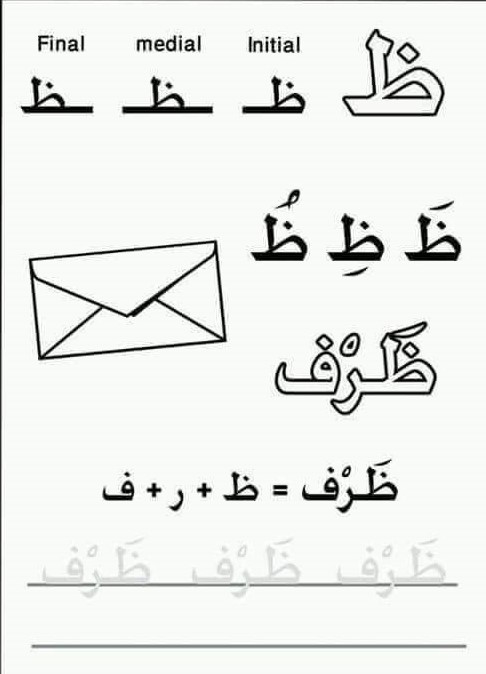 Final medial Initial
ـظ ـظـ ظـ ظ
ظَ ظِ ظُ
ظَرْف
ظَرْف = ظ + ر + ف
ظَرْف ظَرْف ظَرْف